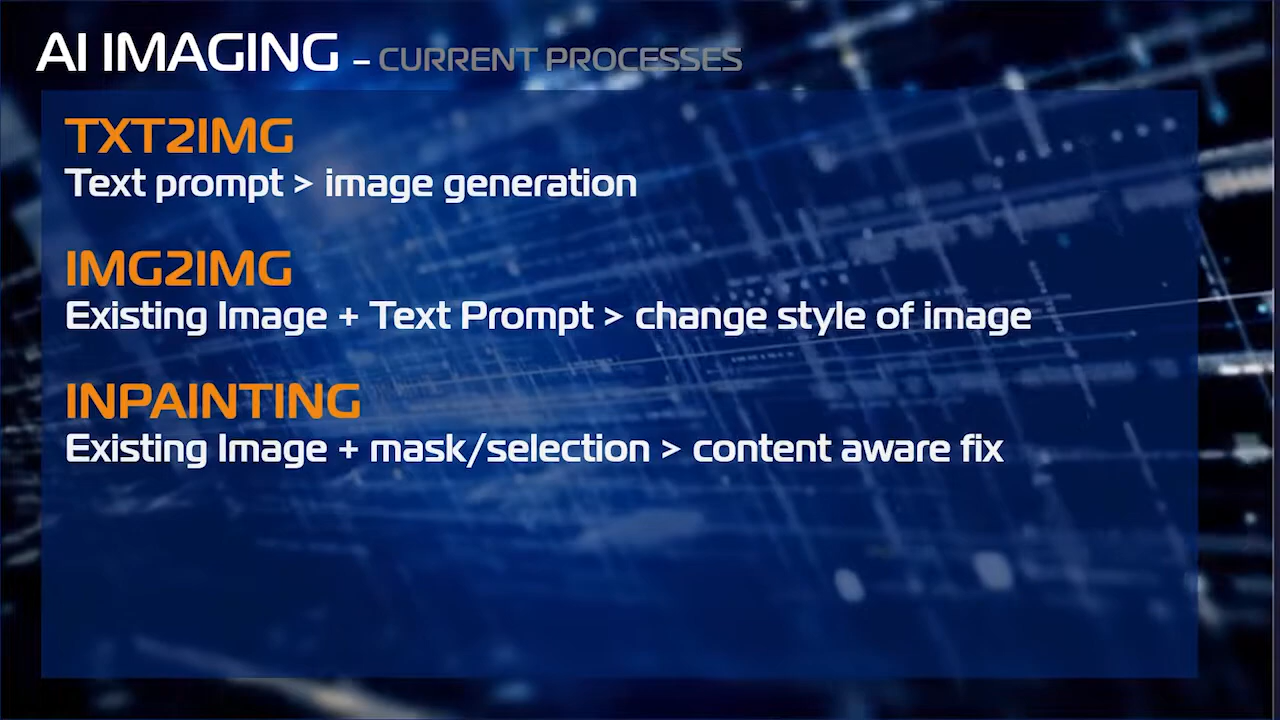 AI IMAGING – CURRENT PROCESSES
TXT2IMG
Text prompt > image generation
IMG2IMG
Existing Image + Text Prompt > change style of image
INPAINTING
Existing Image + mask/selection > content aware fix